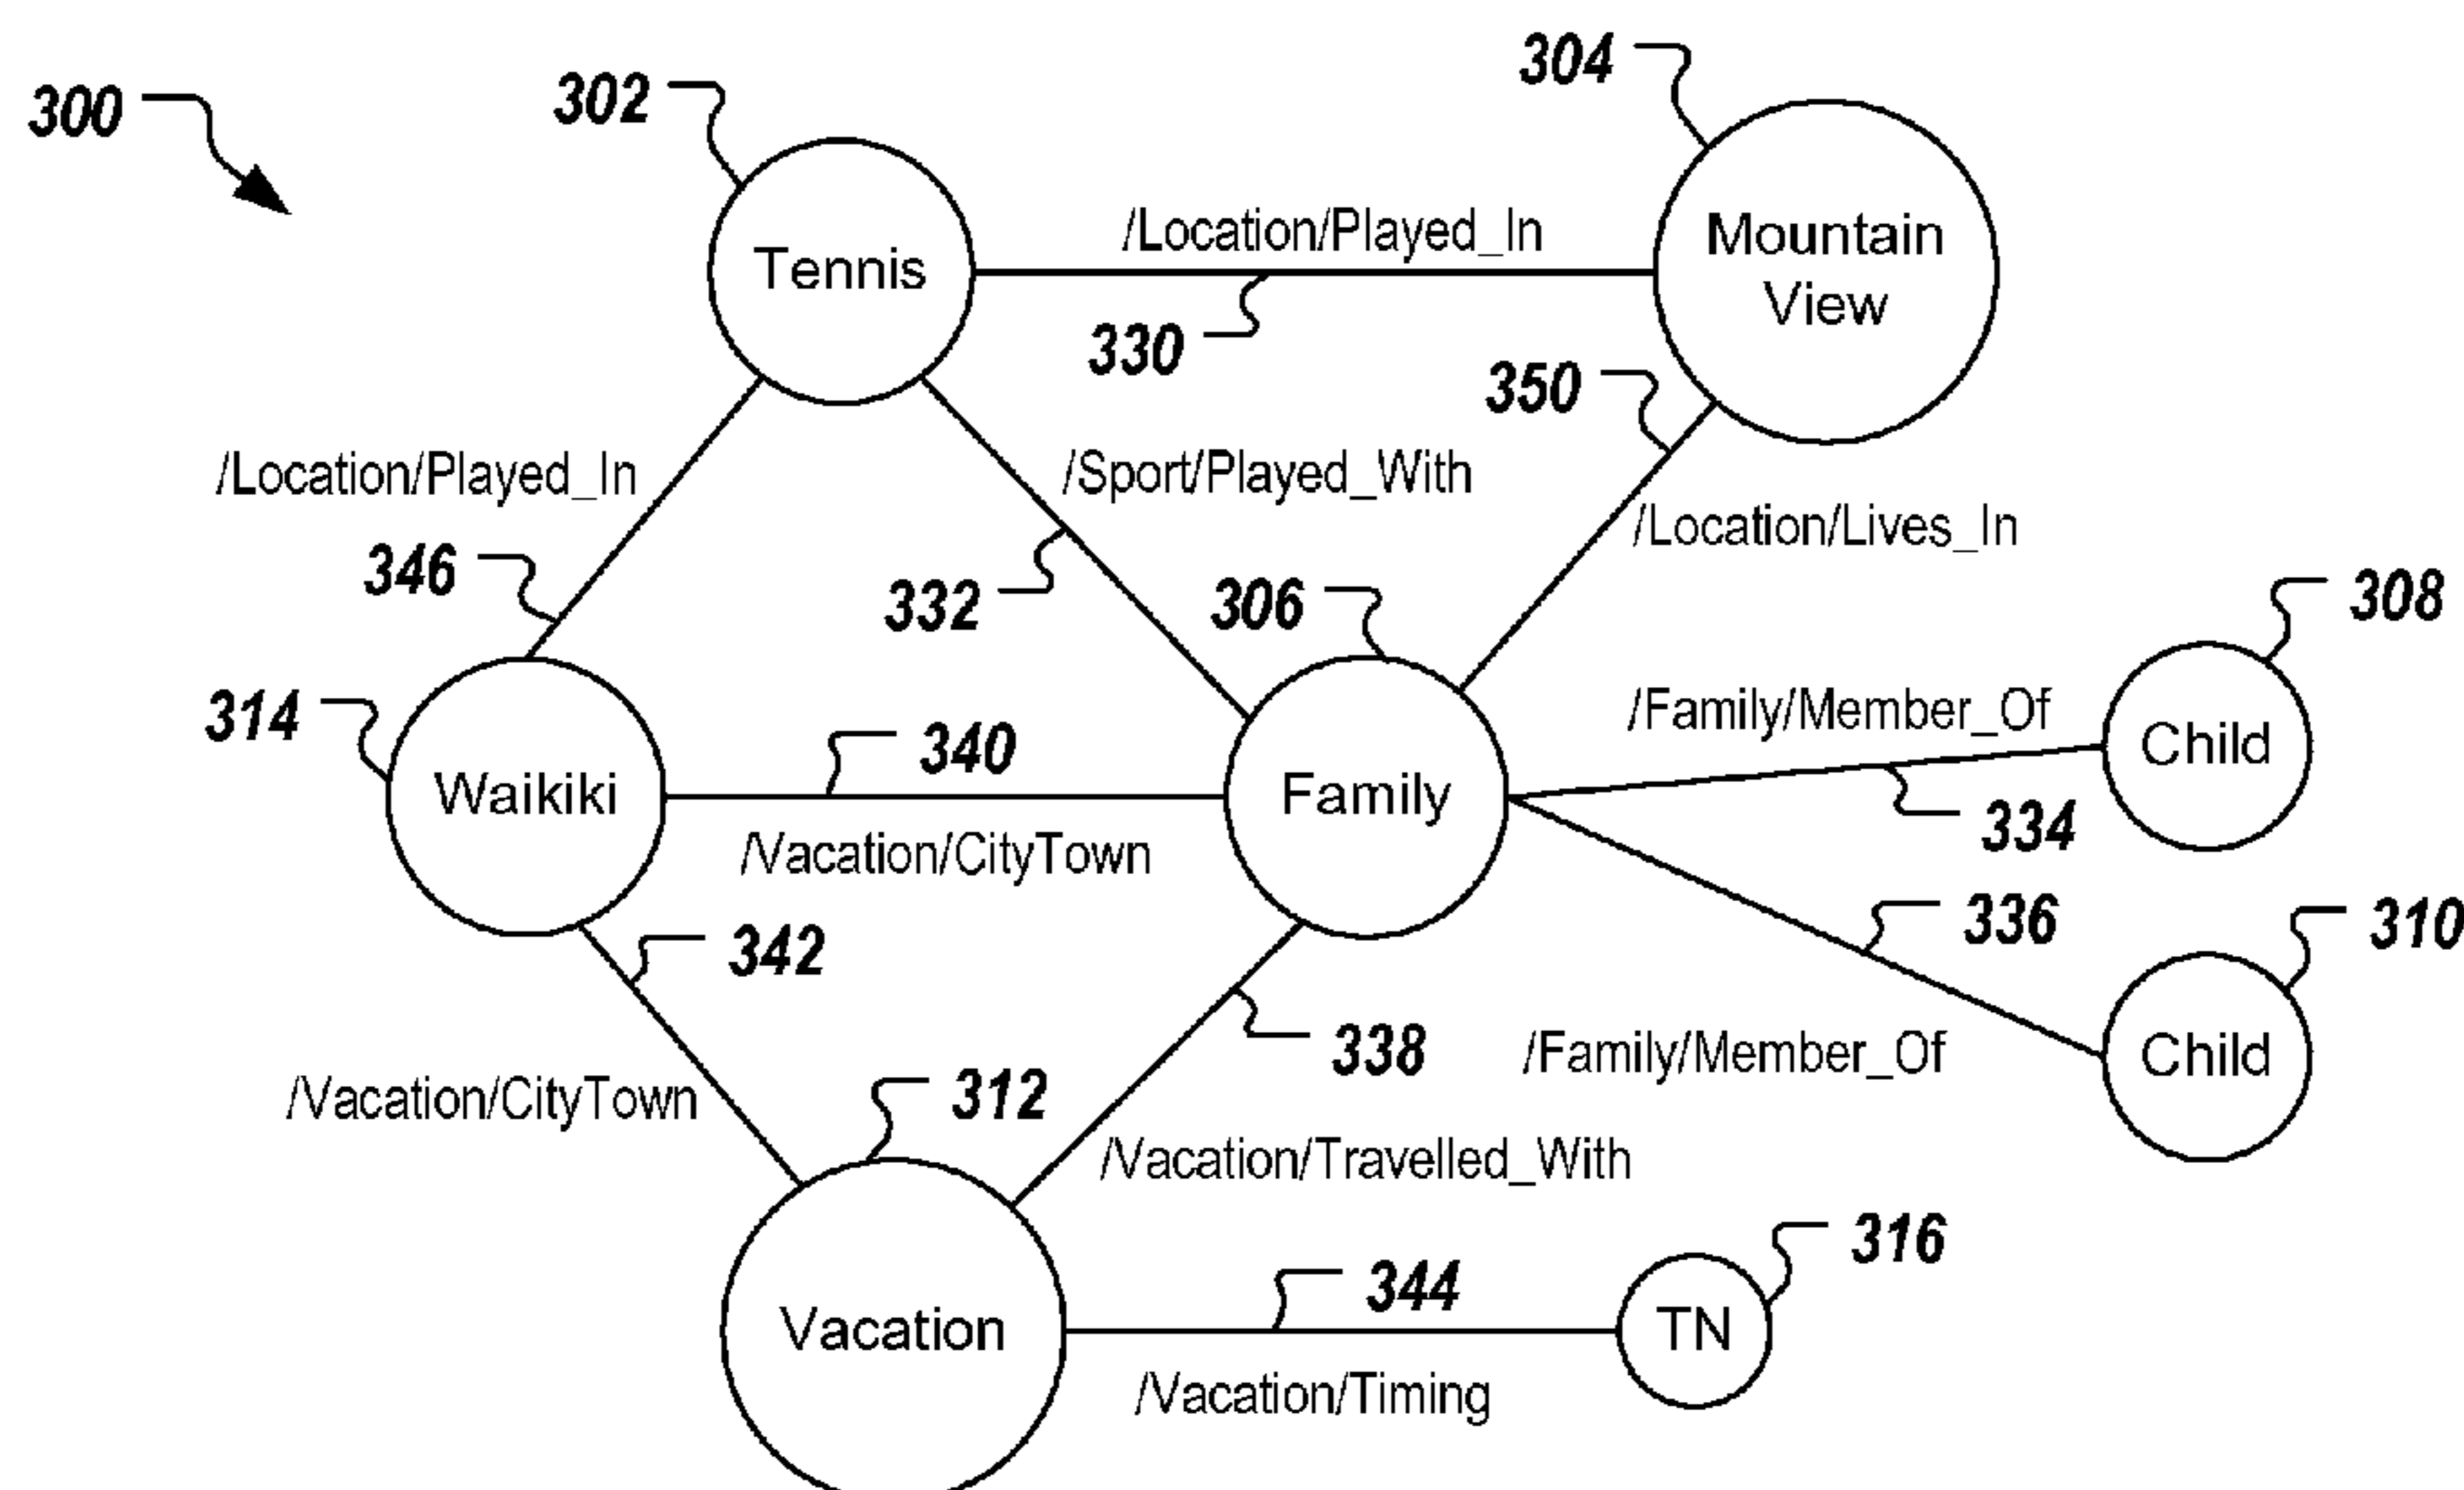 304
302
300
/Location/Played_In
Mountain
View
Tennis
330
350
/Location/Played_In
/Sport/Played_With
/Location/Lives_In
346
332
306
308
314
/Family/Member_Of
340
Child
Waikiki
Family
334
/Vacation/CityTown
336
310
342
338
/Family/Member_Of
Child
/Vacation/CityTown
312
/Vacation/Travelled_With
316
344
Vacation
TN
/Vacation/Timing